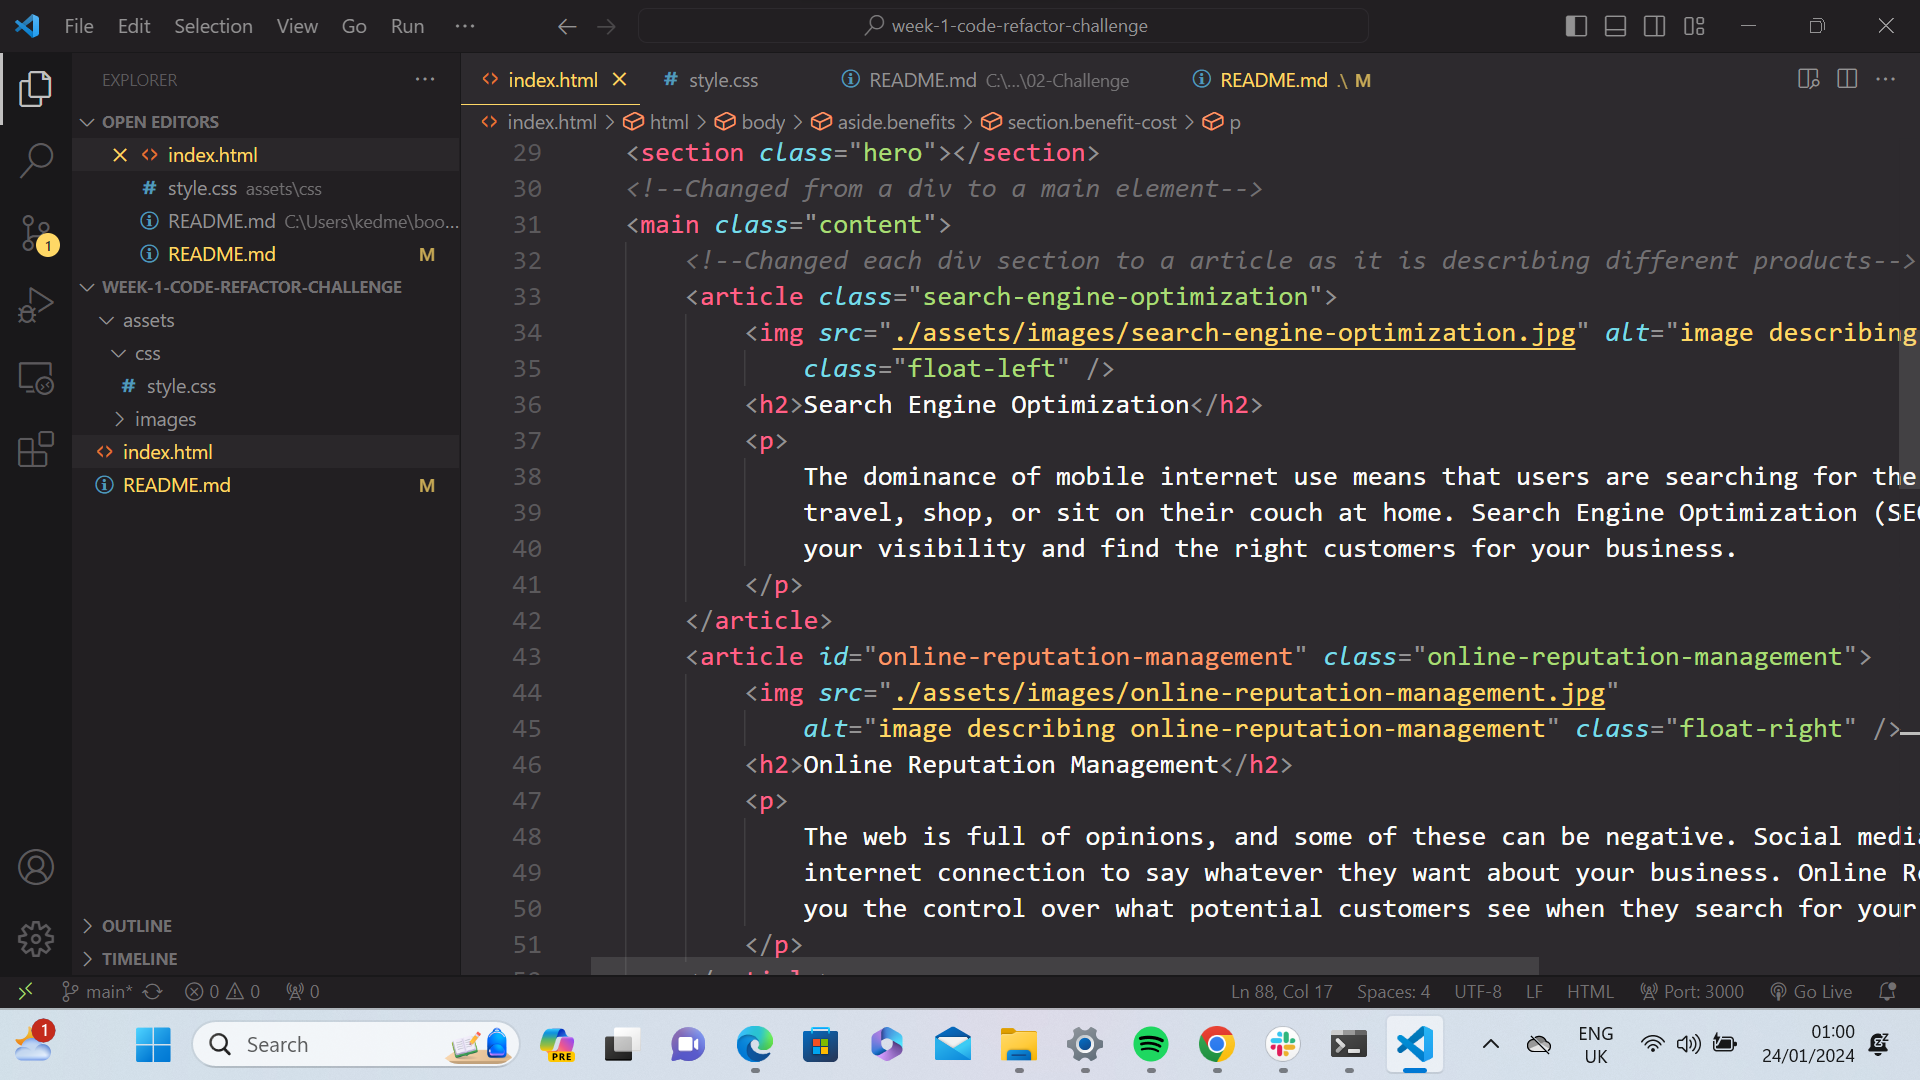 File Edit Selection View Go Run ··· week-1-code-refactor-challenge
EXPLORER ···
OPEN EDITORS
index.html
style.css assets\css
README.md C:\Users\kedme\boo...
README.md M
WEEK-1-CODE-REFACTOR-CHALLENGE
assets
css
style.css
images
index.html
README.md M
OUTLINE
TIMELINE
index.html style.css README.md C:\...\02-Challenge README.md .\ M ···
index.html > html > body > aside.benefits > section.benefit-cost > p
29 <section class="hero"></section>
30 <!--Changed from a div to a main element-->
31 <main class="content">
32 <!--Changed each div section to a article as it is describing different products-->
33 <article class="search-engine-optimization">
34 <img src="./assets/images/search-engine-optimization.jpg" alt="image describing
35 class="float-left" />
36 <h2>Search Engine Optimization</h2>
37 <p>
38 The dominance of mobile internet use means that users are searching for the
39 travel, shop, or sit on their couch at home. Search Engine Optimization (SEO
40 your visibility and find the right customers for your business.
41 </p>
42 </article>
43 <article id="online-reputation-management" class="online-reputation-management">
44 <img src="./assets/images/online-reputation-management.jpg"
45 alt="image describing online-reputation-management" class="float-right" />
46 <h2>Online Reputation Management</h2>
47 <p>
48 The web is full of opinions, and some of these can be negative. Social media
49 internet connection to say whatever they want about your business. Online R
50 you the control over what potential customers see when they search for your
51 </p>
1
main* 0 0 0 Ln 88, Col 17 Spaces: 4 UTF-8 LF HTML Port: 3000 Go Live
1 Search PRE ENG UK 01:00 24/01/2024